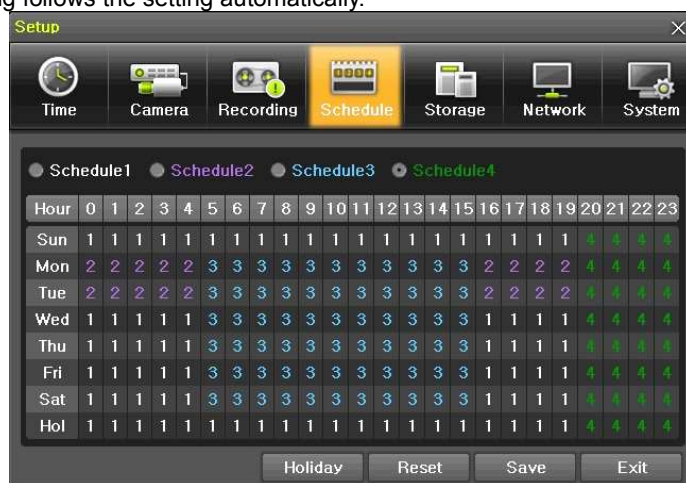 g follows the setting automatically.
Setup
Time Camera Recording Schedule Storage Network System
Schedule1 Schedule2 Schedule3 Schedule4
Hour 0 1 2 3 4 5 6 7 8 9 10 11 12 13 14 15 16 17 18 19 20 21 22 23
Sun 1 1 1 1 1 1 1 1 1 1 1 1 1 1 1 1 1 1 1 1 4 4 4 4
Mon 2 2 2 2 2 3 3 3 3 3 3 3 3 3 3 3 2 2 2 2 4 4 4 4
Tue 2 2 2 2 2 3 3 3 3 3 3 3 3 3 3 3 2 2 2 2 4 4 4 4
Wed 1 1 1 1 1 3 3 3 3 3 3 3 3 3 3 3 1 1 1 1 4 4 4 4
Thu 1 1 1 1 1 3 3 3 3 3 3 3 3 3 3 3 1 1 1 1 4 4 4 4
Fri 1 1 1 1 1 3 3 3 3 3 3 3 3 3 3 3 1 1 1 1 4 4 4 4
Sat 1 1 1 1 1 3 3 3 3 3 3 3 3 3 3 3 1 1 1 1 4 4 4 4
Hol 1 1 1 1 1 1 1 1 1 1 1 1 1 1 1 1 1 1 1 1 4 4 4 4
Holiday Reset Save Exit